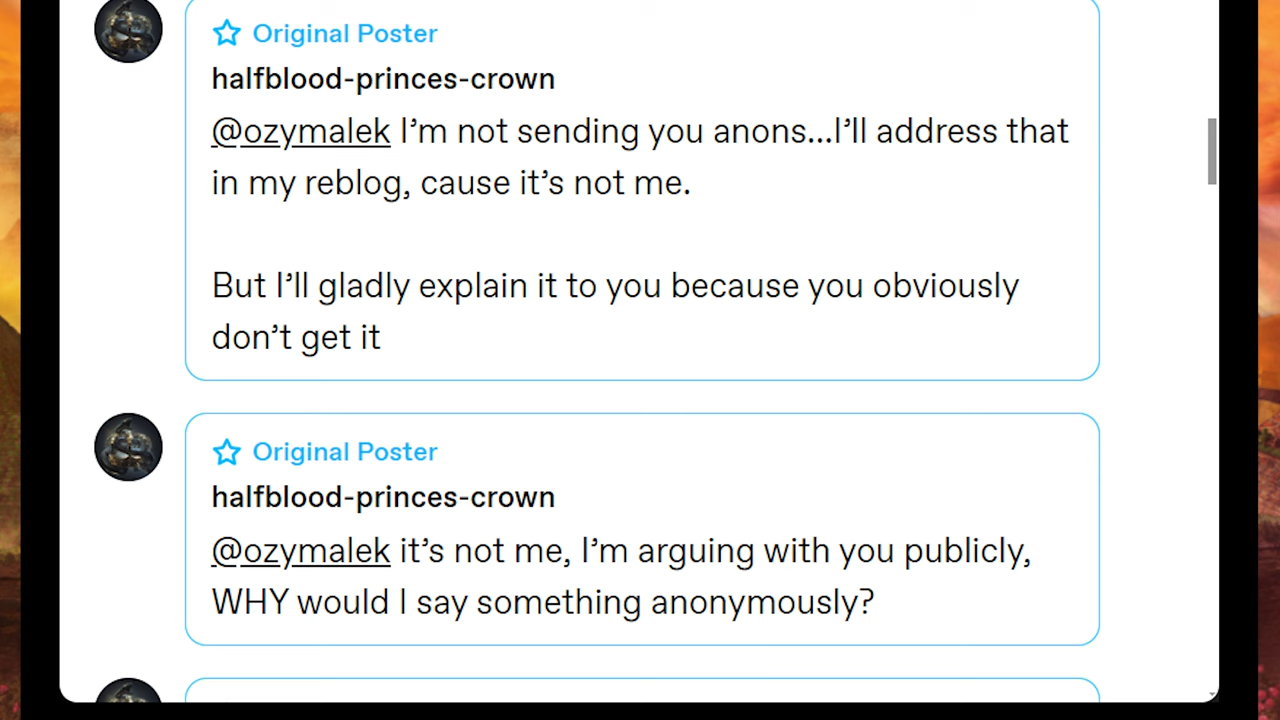 Original Poster
halfblood-princes-crown
@ozymalek I’m not sending you anons...I’ll address that
in my reblog, cause it’s not me.
But I’ll gladly explain it to you because you obviously
don’t get it
Original Poster
halfblood-princes-crown
@ozymalek it’s not me, I’m arguing with you publicly,
WHY would I say something anonymously?